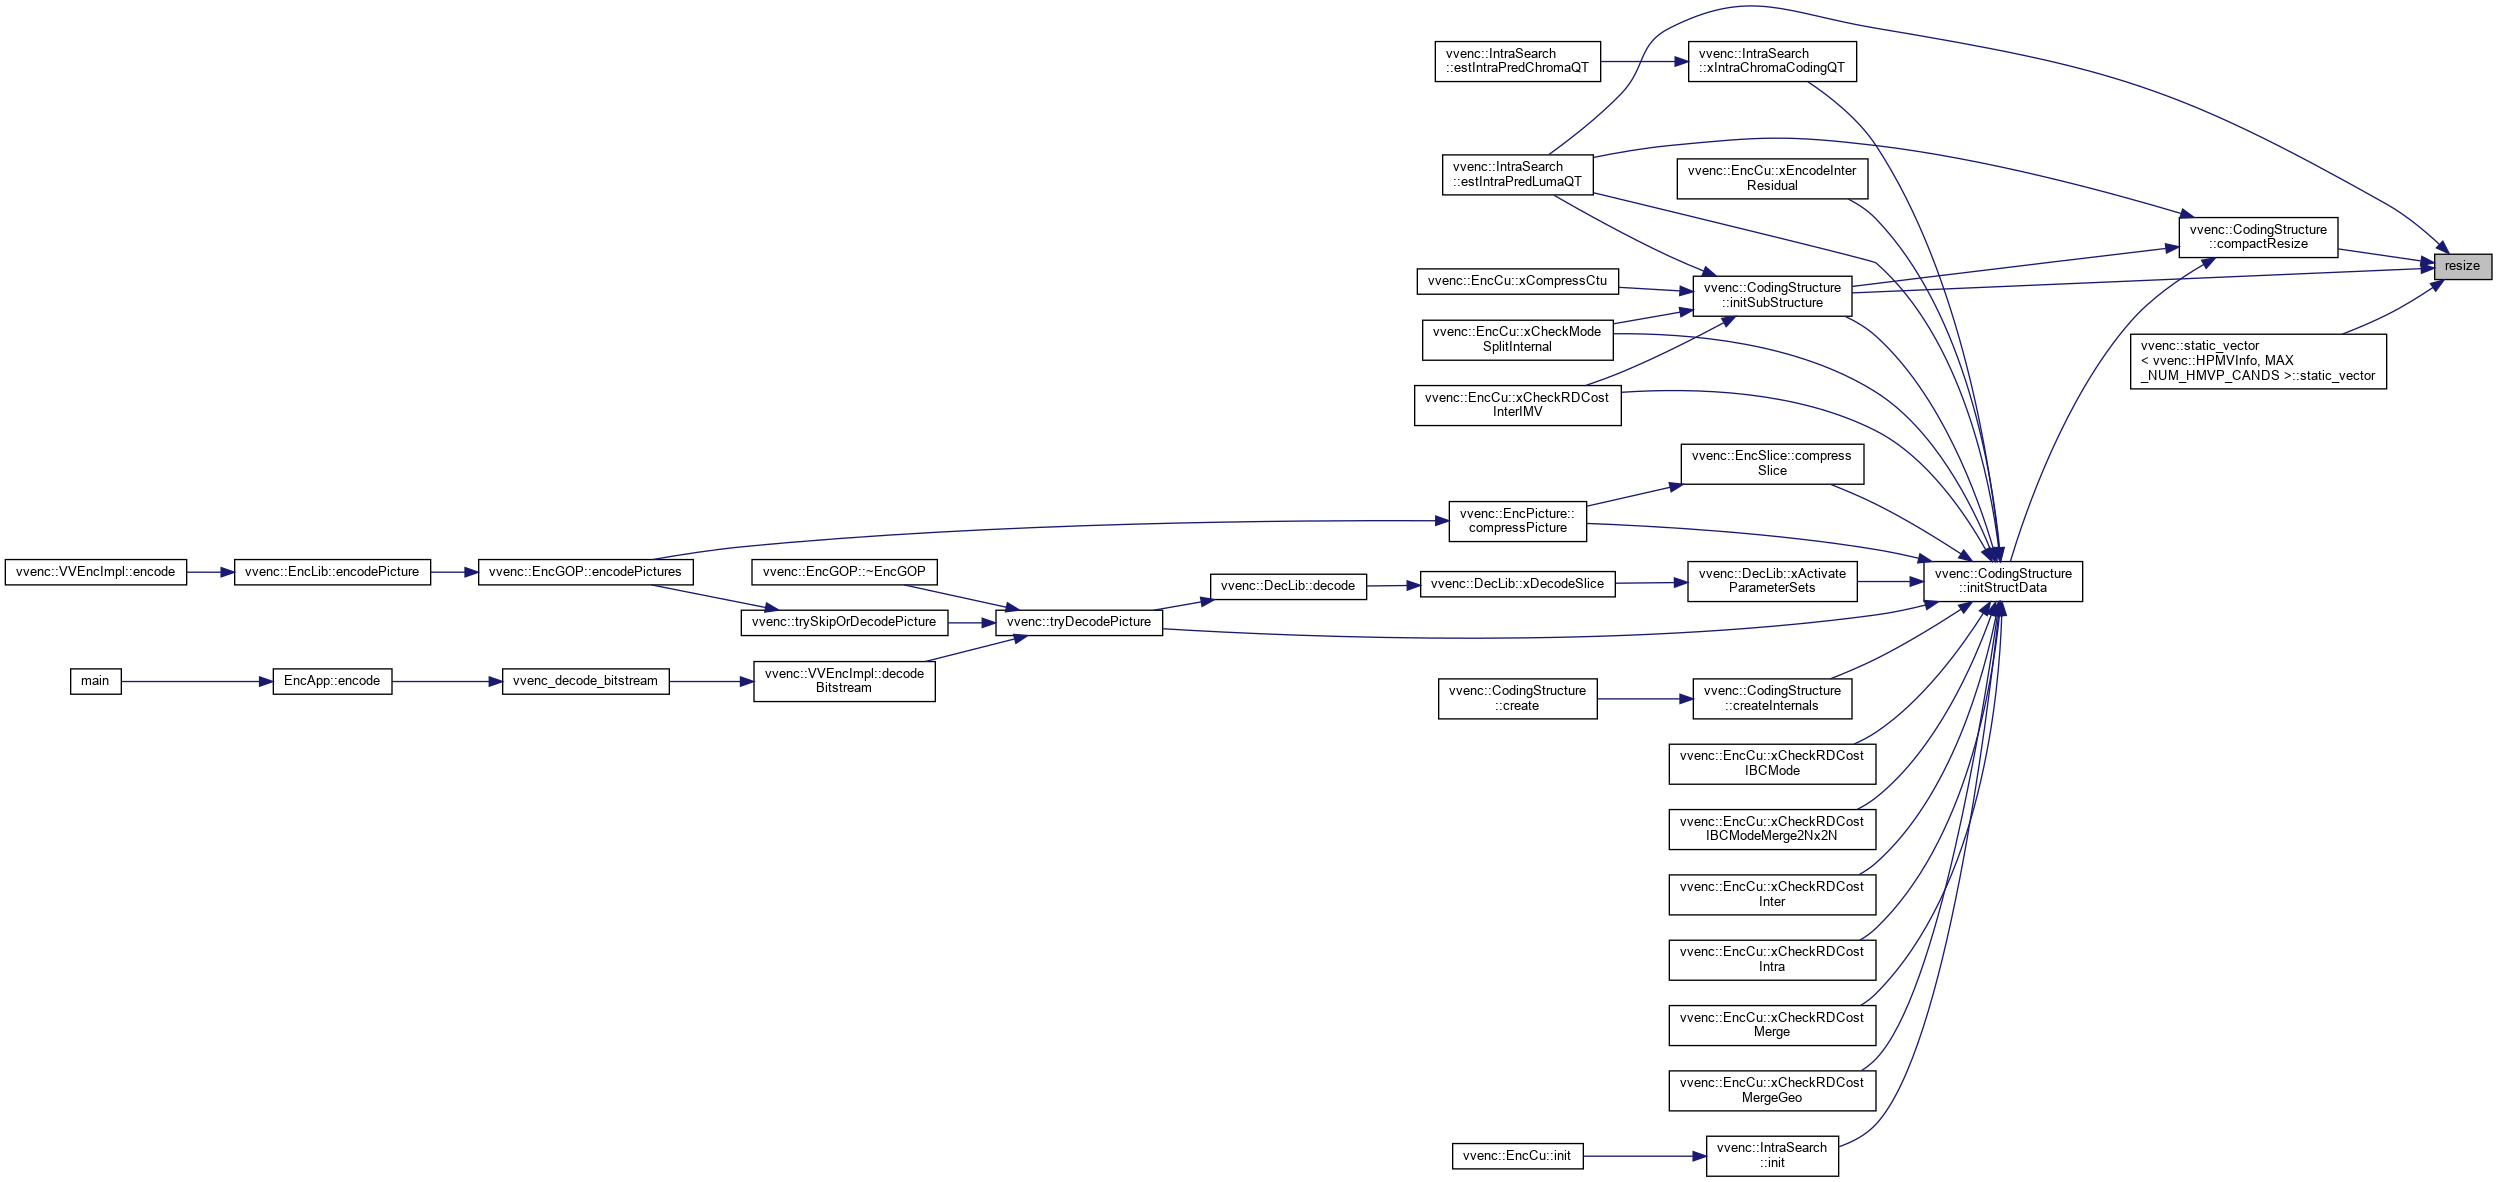 vvenc::IntraSearch
::estIntraPredChromaQT
vvenc::IntraSearch
::xIntraChromaCodingQT
vvenc::IntraSearch
::estIntraPredLumaQT
vvenc::EncCu::xEncodeInter
Residual
vvenc::CodingStructure
::compactResize
resize
vvenc::EncCu::xCompressCtu
vvenc::CodingStructure
::initSubStructure
vvenc::EncCu::xCheckMode
SplitInternal
vvenc::static_vector
< vvenc::HPMVInfo, MAX
_NUM_HMVP_CANDS >::static_vector
vvenc::EncCu::xCheckRDCost
InterIMV
vvenc::EncSlice::compress
Slice
vvenc::EncPicture::
compressPicture
vvenc::VVEncImpl::encode
vvenc::EncLib::encodePicture
vvenc::EncGOP::encodePictures
vvenc::EncGOP::~EncGOP
vvenc::DecLib::decode
vvenc::DecLib::xDecodeSlice
vvenc::DecLib::xActivate
ParameterSets
vvenc::CodingStructure
::initStructData
vvenc::trySkipOrDecodePicture
vvenc::tryDecodePicture
main
EncApp::encode
vvenc_decode_bitstream
vvenc::VVEncImpl::decode
Bitstream
vvenc::CodingStructure
::create
vvenc::CodingStructure
::createInternals
vvenc::EncCu::xCheckRDCost
IBCMode
vvenc::EncCu::xCheckRDCost
IBCModeMerge2Nx2N
vvenc::EncCu::xCheckRDCost
Inter
vvenc::EncCu::xCheckRDCost
Intra
vvenc::EncCu::xCheckRDCost
Merge
vvenc::EncCu::xCheckRDCost
MergeGeo
vvenc::EncCu::init
vvenc::IntraSearch
::init